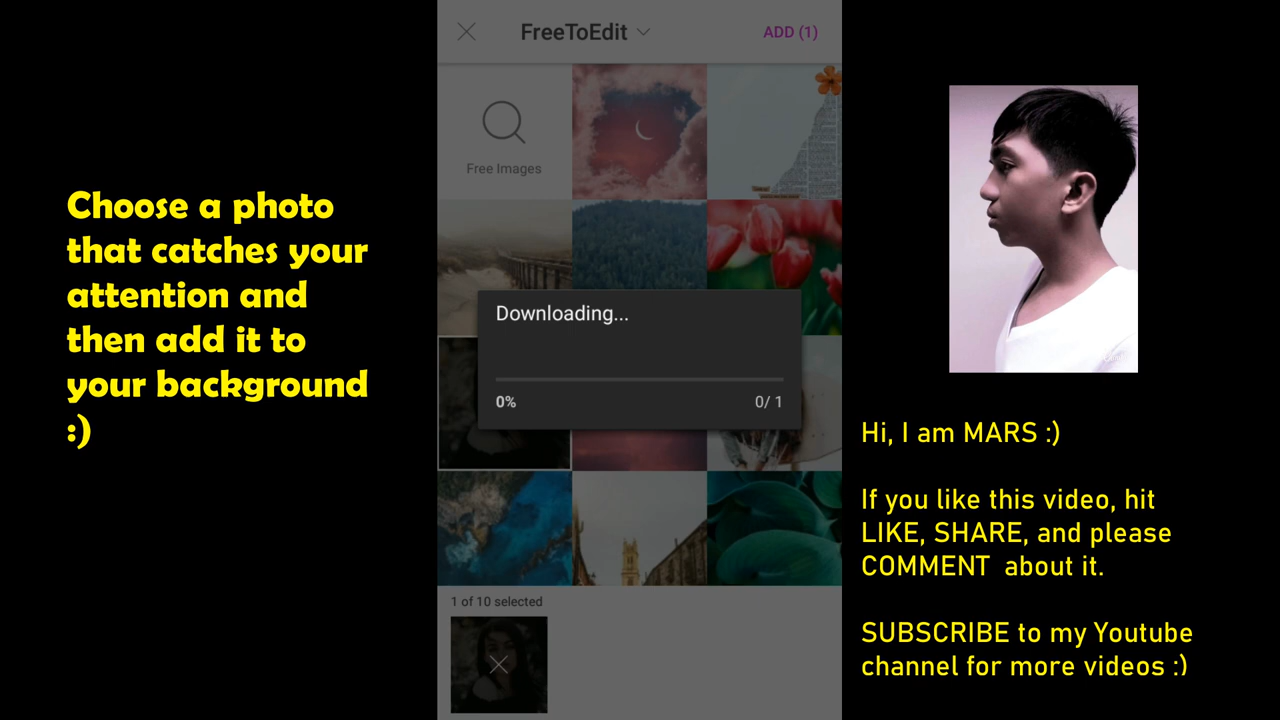 Choose a photo
that catches your
attention and
then add it to
your background
:)
FreeToEdit
ADD (1)
Free Images
Downloading...
0%
0/ 1
1 of 10 selected
Hi, I am MARS :)
If you like this video, hit
LIKE, SHARE, and please
COMMENT  about it.
SUBSCRIBE to my Youtube
channel for more videos :)